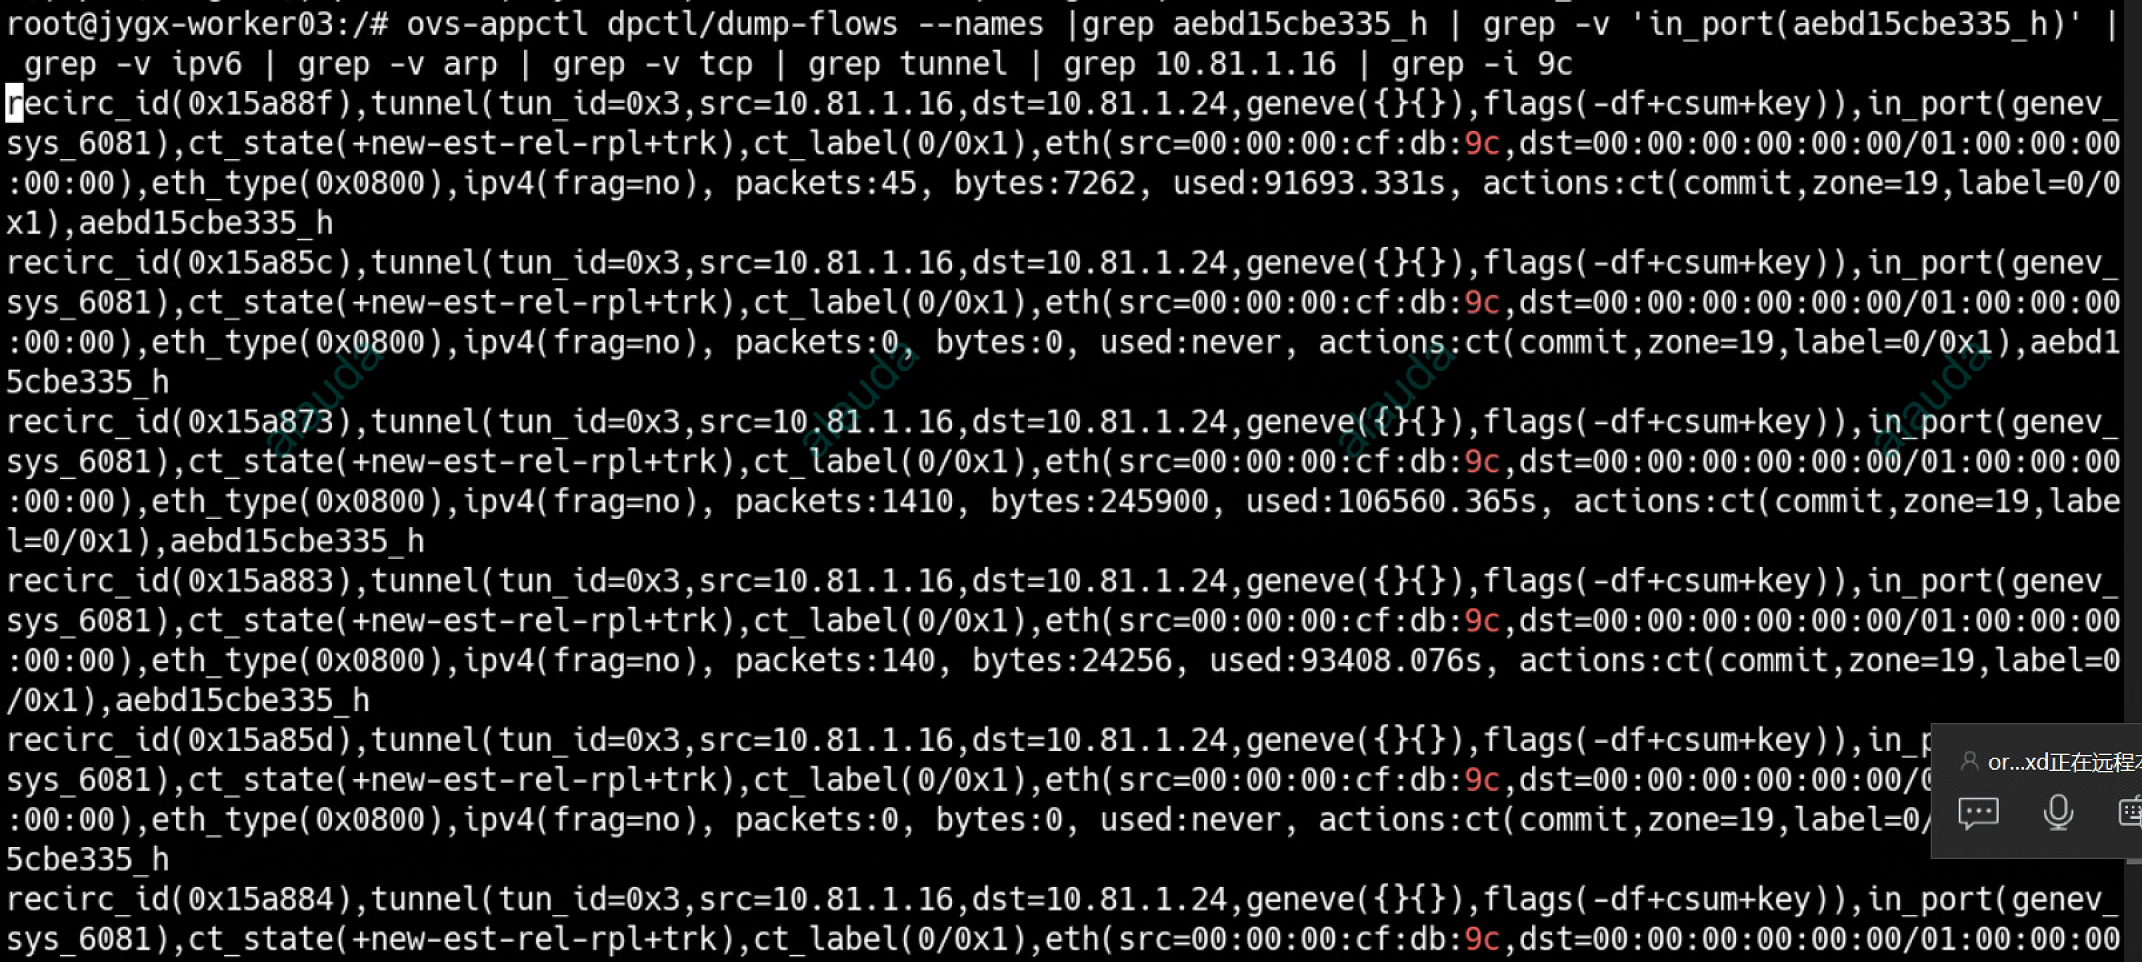 root@jygx-worker03:/# ovs-appctl dpctl/dump-flows --names |grep aebd15cbe335_h | grep -v 'in_port(aebd15cbe335_h)' |
 grep -v ipv6 | grep -v arp | grep -v tcp | grep tunnel | grep 10.81.1.16 | grep -i 9c
recirc_id(0x15a88f),tunnel(tun_id=0x3,src=10.81.1.16,dst=10.81.1.24,geneve({}{}),flags(-df+csum+key)),in_port(genev_
sys_6081),ct_state(+new-est-rel-rpl+trk),ct_label(0/0x1),eth(src=00:00:00:cf:db:9c,dst=00:00:00:00:00:00/01:00:00:00
:00:00),eth_type(0x0800),ipv4(frag=no), packets:45, bytes:7262, used:91693.331s, actions:ct(commit,zone=19,label=0/0
x1),aebd15cbe335_h
recirc_id(0x15a85c),tunnel(tun_id=0x3,src=10.81.1.16,dst=10.81.1.24,geneve({}{}),flags(-df+csum+key)),in_port(genev_
sys_6081),ct_state(+new-est-rel-rpl+trk),ct_label(0/0x1),eth(src=00:00:00:cf:db:9c,dst=00:00:00:00:00:00/01:00:00:00
:00:00),eth_type(0x0800),ipv4(frag=no), packets:0, bytes:0, used:never, actions:ct(commit,zone=19,label=0/0x1),aebd1
5cbe335_h
recirc_id(0x15a873),tunnel(tun_id=0x3,src=10.81.1.16,dst=10.81.1.24,geneve({}{}),flags(-df+csum+key)),in_port(genev_
sys_6081),ct_state(+new-est-rel-rpl+trk),ct_label(0/0x1),eth(src=00:00:00:cf:db:9c,dst=00:00:00:00:00:00/01:00:00:00
:00:00),eth_type(0x0800),ipv4(frag=no), packets:1410, bytes:245900, used:106560.365s, actions:ct(commit,zone=19,labe
l=0/0x1),aebd15cbe335_h
recirc_id(0x15a883),tunnel(tun_id=0x3,src=10.81.1.16,dst=10.81.1.24,geneve({}{}),flags(-df+csum+key)),in_port(genev_
sys_6081),ct_state(+new-est-rel-rpl+trk),ct_label(0/0x1),eth(src=00:00:00:cf:db:9c,dst=00:00:00:00:00:00/01:00:00:00
:00:00),eth_type(0x0800),ipv4(frag=no), packets:140, bytes:24256, used:93408.076s, actions:ct(commit,zone=19,label=0
/0x1),aebd15cbe335_h
recirc_id(0x15a85d),tunnel(tun_id=0x3,src=10.81.1.16,dst=10.81.1.24,geneve({}{}),flags(-df+csum+key)),in_p
sys_6081),ct_state(+new-est-rel-rpl+trk),ct_label(0/0x1),eth(src=00:00:00:cf:db:9c,dst=00:00:00:00:00:00/0
:00:00),eth_type(0x0800),ipv4(frag=no), packets:0, bytes:0, used:never, actions:ct(commit,zone=19,label=0/
5cbe335_h
recirc_id(0x15a884),tunnel(tun_id=0x3,src=10.81.1.16,dst=10.81.1.24,geneve({}{}),flags(-df+csum+key)),in_port(genev_
sys_6081),ct_state(+new-est-rel-rpl+trk),ct_label(0/0x1),eth(src=00:00:00:cf:db:9c,dst=00:00:00:00:00:00/01:00:00:00
alauda
alauda
alauda
alauda
or...xd正在远程